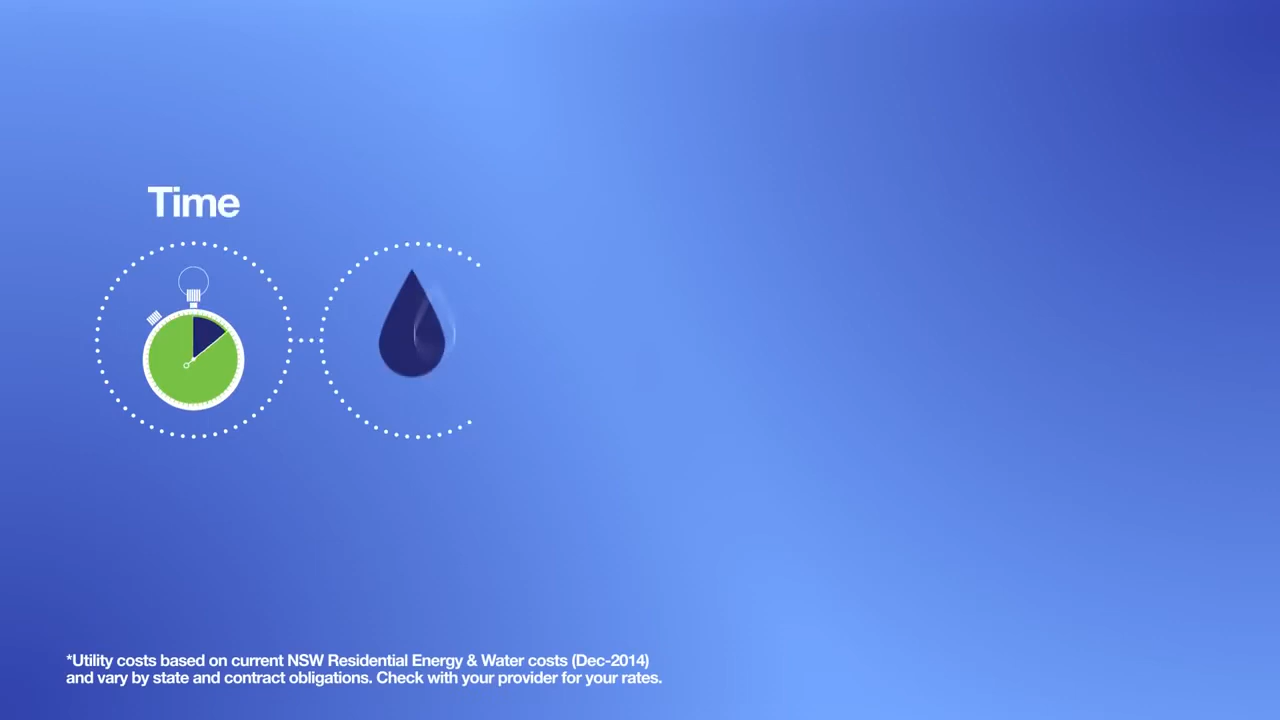 Time
*Utility costs based on current NSW Residential Energy & Water costs (Dec-2014)
and vary by state and contract obligations. Check with your provider for your rates.